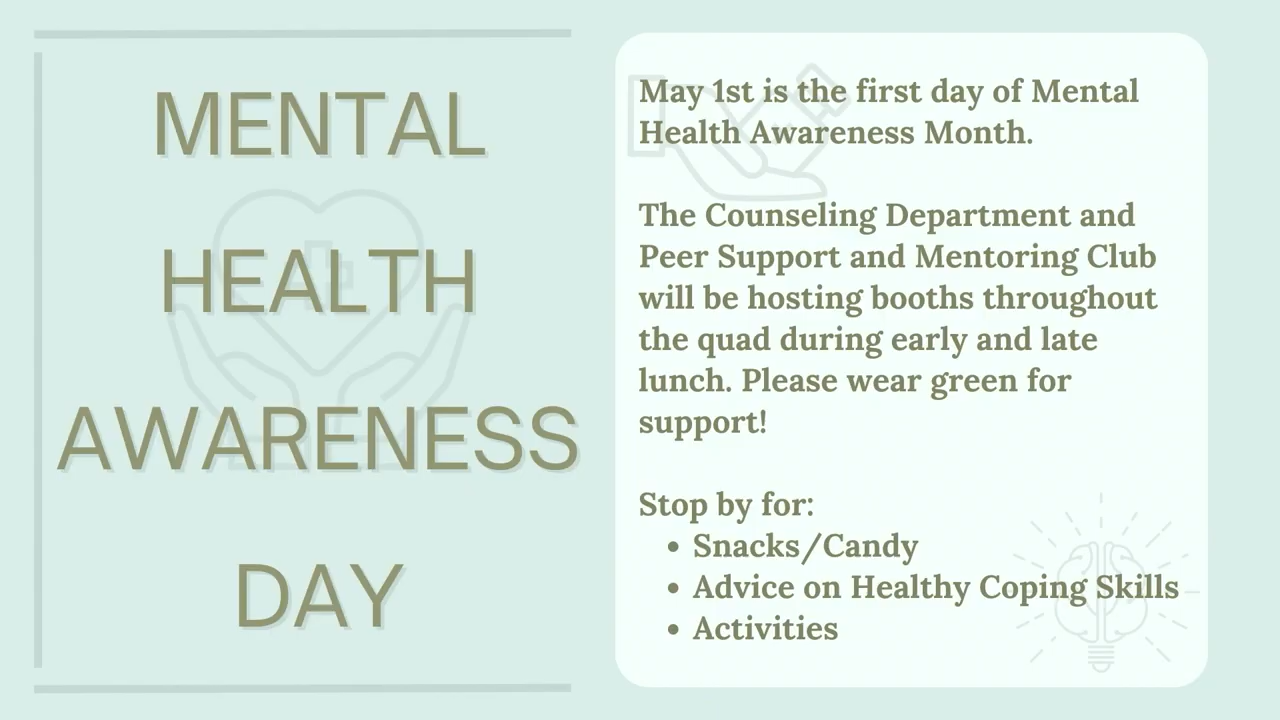 MENTAL
HEALTH
AWARENESS
DAY
May 1st is the first day of Mental
Health Awareness Month.
The Counseling Department and
Peer Support and Mentoring Club
will be hosting booths throughout
the quad during early and late
lunch. Please wear green for
support!
Stop by for:
• Snacks/Candy
• Advice on Healthy Coping Skills
• Activities